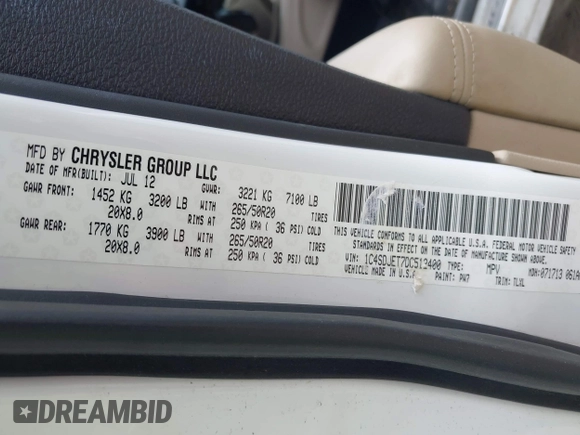 MFD BY CHRYSLER GROUP LLC
DATE OF MFR(BUILT): JUL 12 GVWR: 3221 KG 7100 LB
GAWR FRONT: 1452 KG 3200 LB WITH 265/50R20 TIRES
20X8.0 RIMS AT 250 KPA ( 36 PSI) COLD
GAWR REAR: 1770 KG 3900 LB WITH 265/50R20 TIRES
20X8.0 RIMS AT 250 KPA ( 36 PSI) COLD
THIS VEHICLE CONFORMS TO ALL APPLICABLE U.S.A. FEDERAL MOTOR VEHICLE SAFETY
STANDARDS IN EFFECT ON THE DATE OF MANUFACTURE SHOWN ABOVE.
VIN: 1C4SDJET7DC513400 TYPE: MPV MDH: 071713 061A
VEHICLE MADE IN U.S.A. PAINT: PW7 TRIM: TLXL
DREAMBID